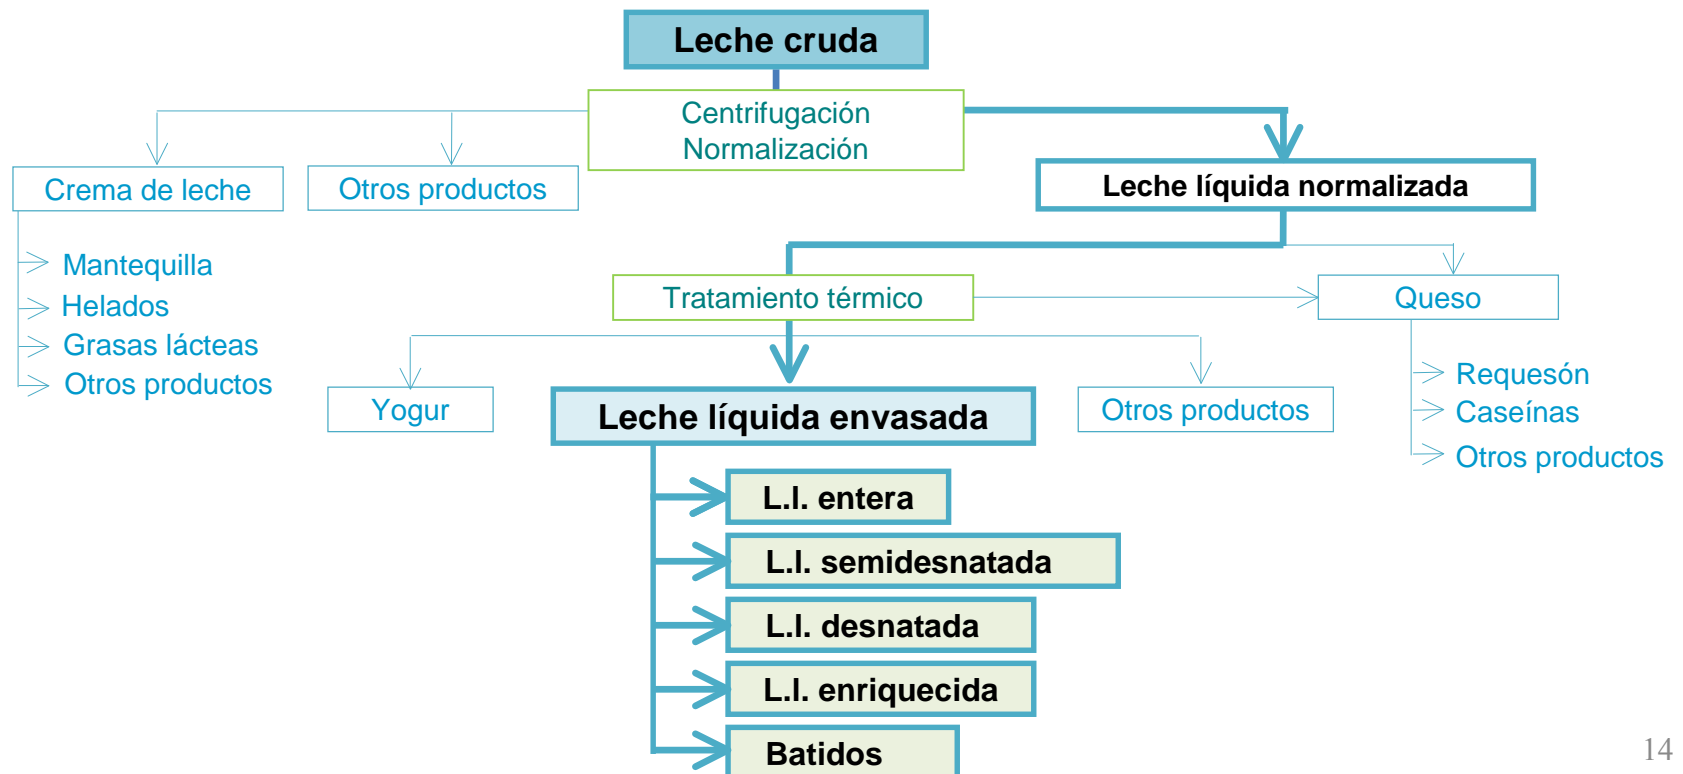 Leche cruda
Centrifugación
Normalización
Crema de leche
Otros productos
Leche líquida normalizada
Mantequilla
Helados
Grasas lácteas
Otros productos
Tratamiento térmico
Queso
Requesón
Caseínas
Otros productos
Yogur
Leche líquida envasada
Otros productos
L.l. entera
L.l. semidesnatada
L.l. desnatada
L.l. enriquecida
Batidos
14